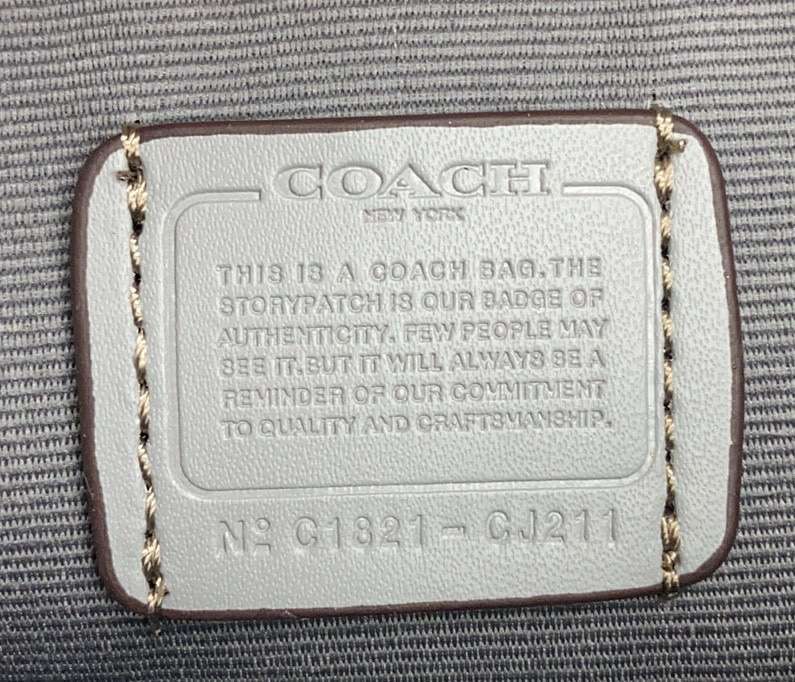 COACH
NEW YORK
THIS IS A COACH BAG. THE
STORYPATCH IS OUR BADGE OF
AUTHENTICITY. FEW PEOPLE MAY
SEE IT. BUT IT WILL ALWAYS BE A
REMINDER OF OUR COMMITMENT
TO QUALITY AND CRAFTSMANSHIP.
Nº C1821 - CJ211